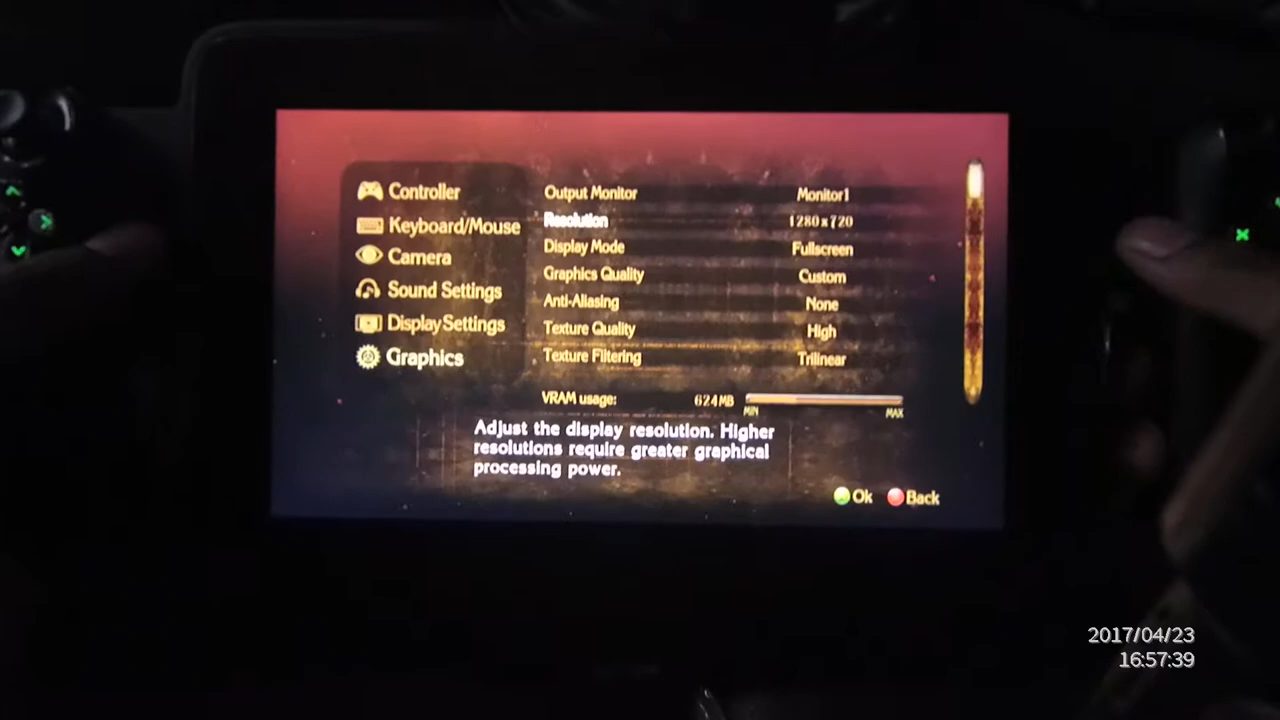 Controller
Keyboard/Mouse
Camera
Sound Settings
Display Settings
Graphics
Output Monitor Monitor1
Resolution 1280x720
Display Mode Fullscreen
Graphics Quality Custom
Anti-Aliasing None
Texture Quality High
Texture Filtering Trilinear
VRAM usage: 624MB
MIN MAX
Adjust the display resolution. Higher
resolutions require greater graphical
processing power.
Ok Back
2017/04/23
16:57:39